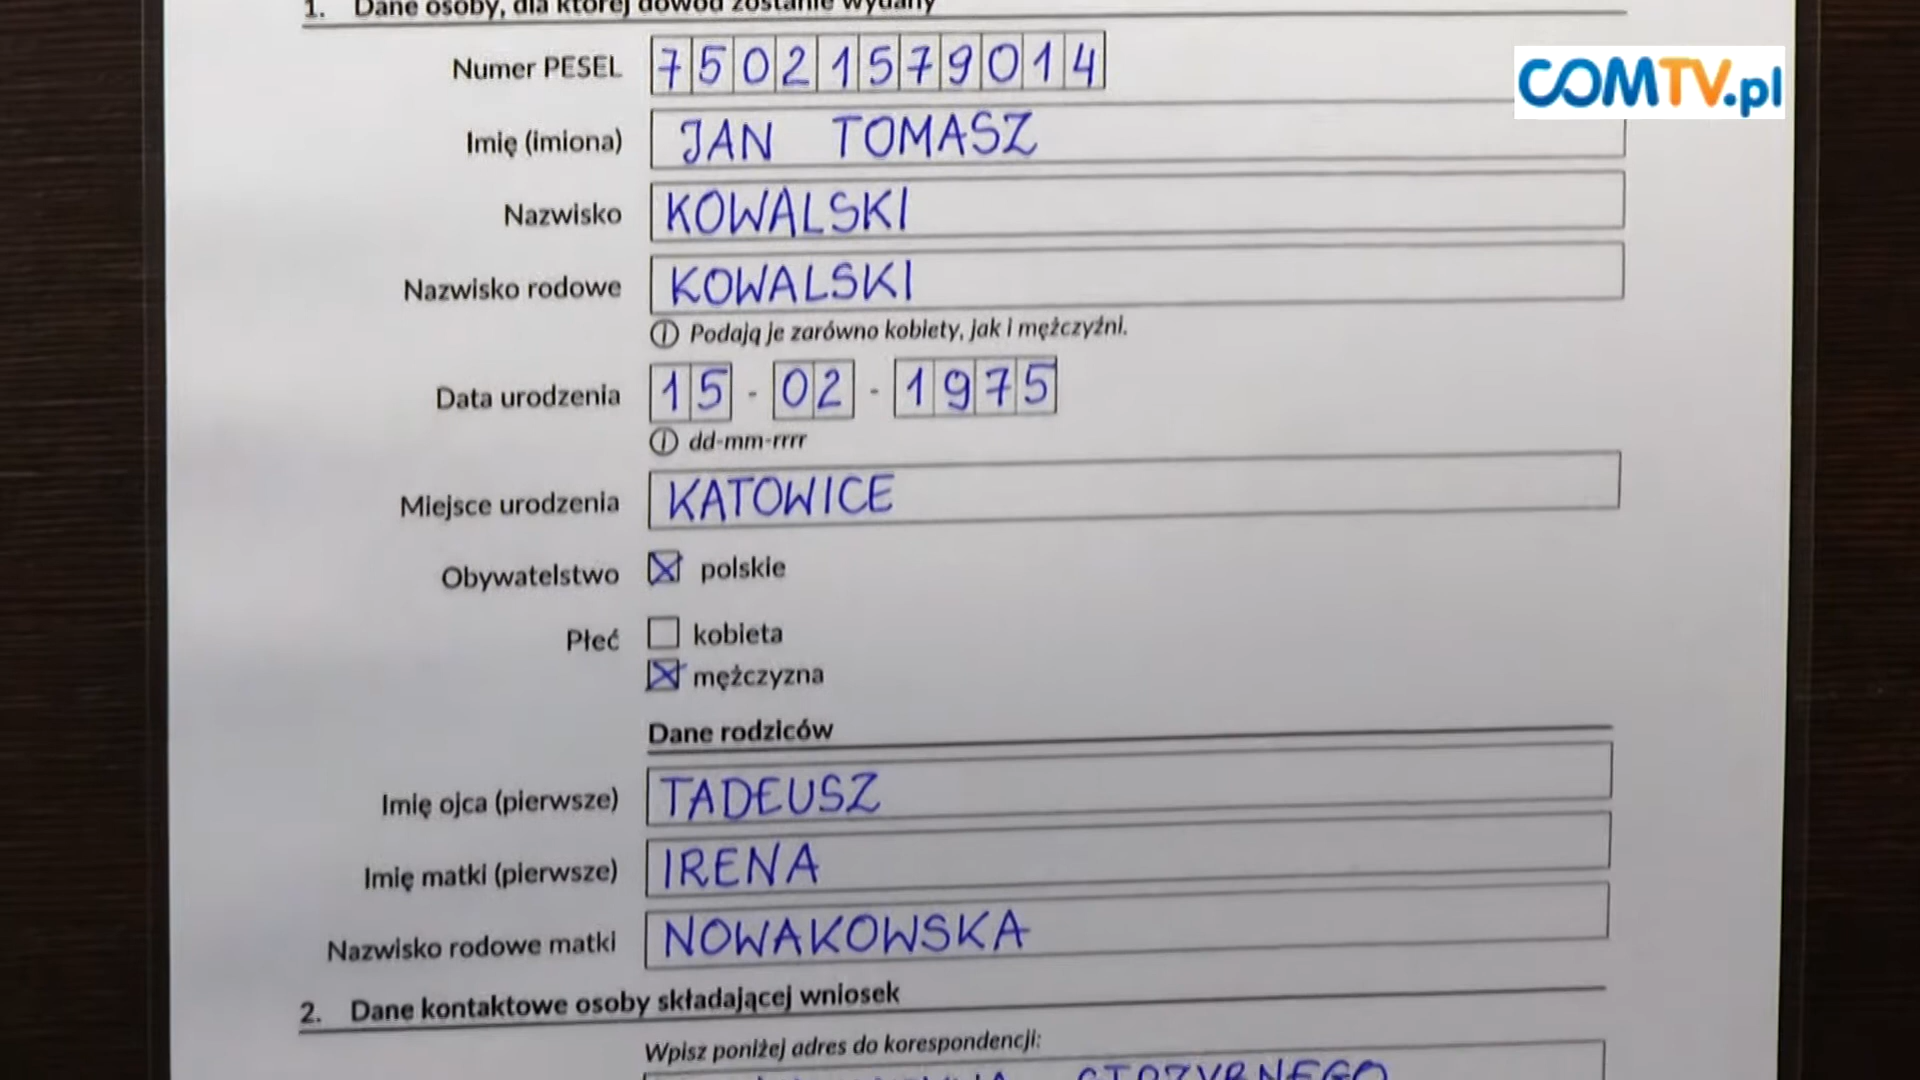 1. Dane osoby, dla której dowód zostanie wydany
COMTV.pl
Numer PESEL 75021579014
Imię (imiona) JAN TOMASZ
Nazwisko KOWALSKI
Nazwisko rodowe KOWALSKI
Podają je zarówno kobiety, jak i mężczyźni.
Data urodzenia 15-02-1975
dd-mm-rrrr
Miejsce urodzenia KATOWICE
Obywatelstwo polskie
Płeć kobieta
mężczyzna
Dane rodziców
Imię ojca (pierwsze) TADEUSZ
Imię matki (pierwsze) IRENA
Nazwisko rodowe matki NOWAKOWSKA
2. Dane kontaktowe osoby składającej wniosek
Wpisz poniżej adres do korespondencji: